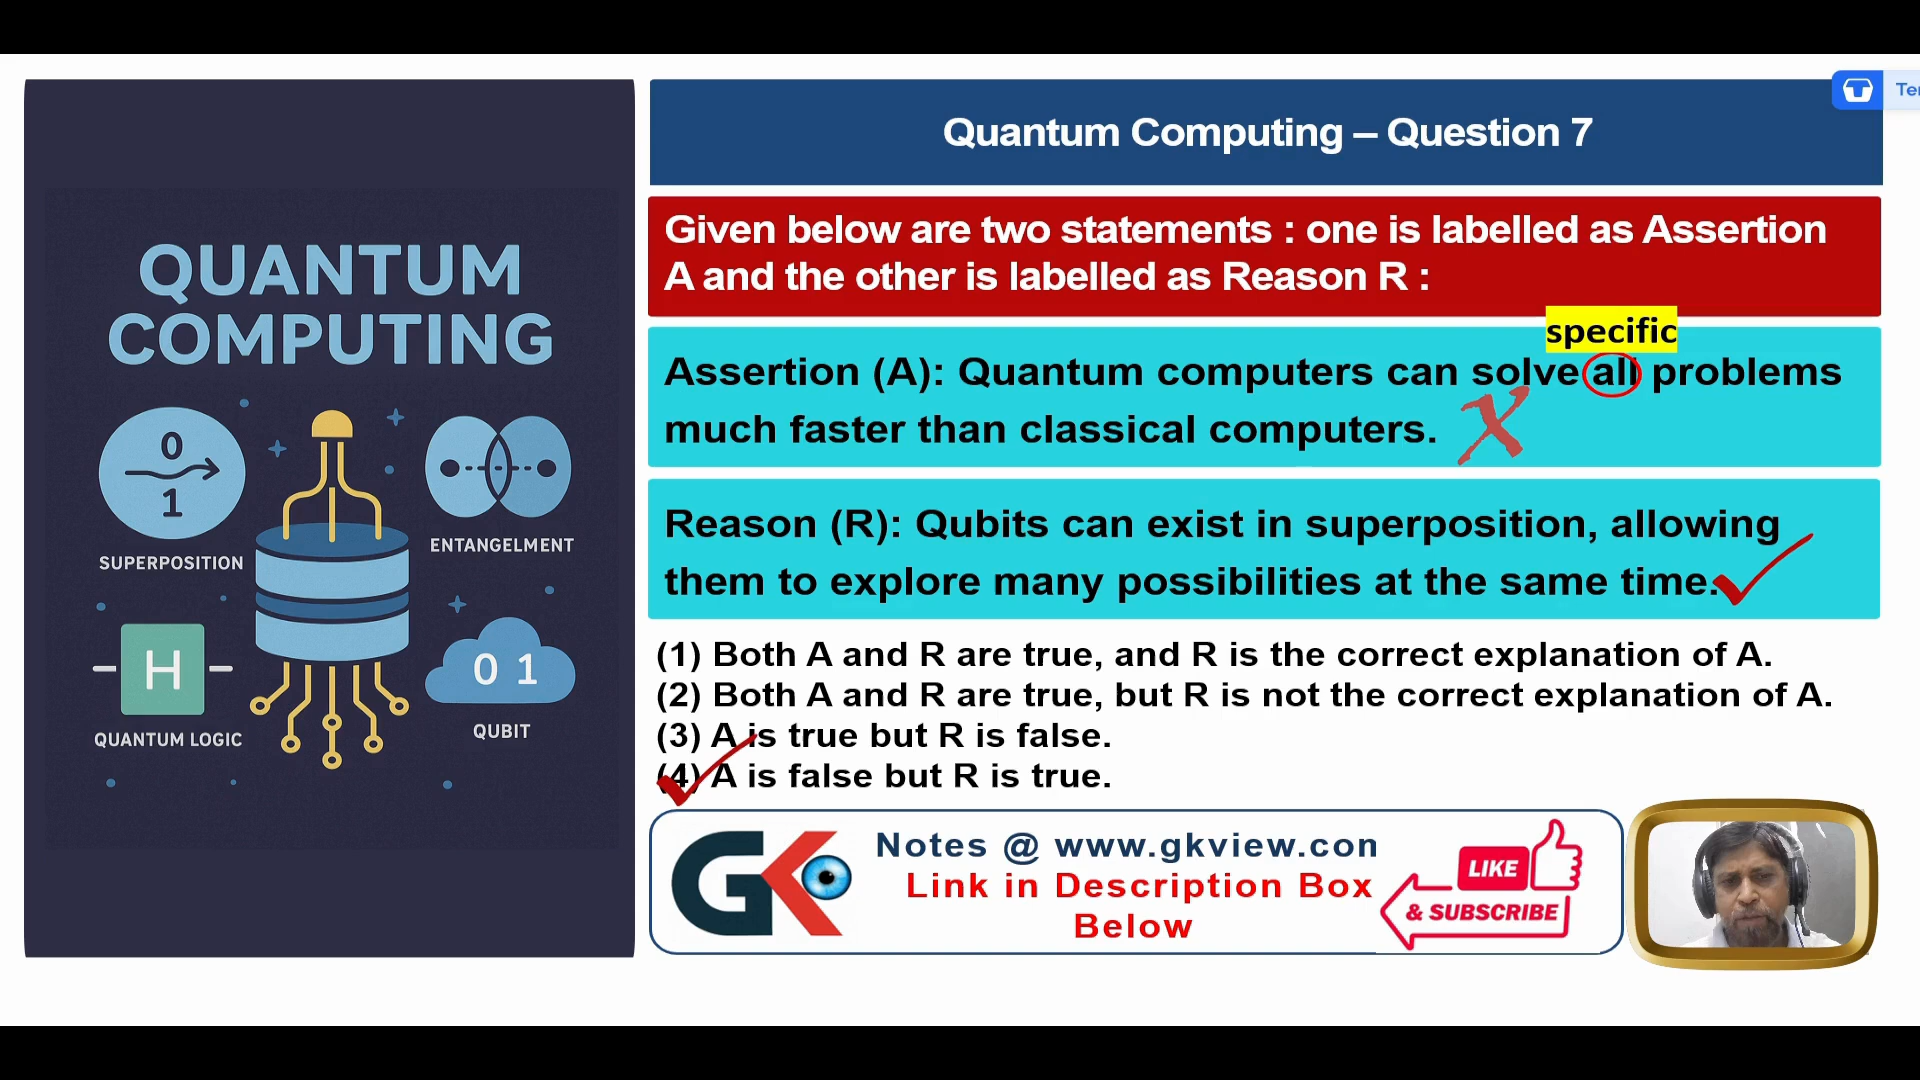 QUANTUM
COMPUTING
0
1
SUPERPOSITION
ENTANGELMENT
H
QUANTUM LOGIC
0 1
QUBIT
Ter
Quantum Computing – Question 7
Given below are two statements : one is labelled as Assertion
A and the other is labelled as Reason R :
specific
Assertion (A): Quantum computers can solve all problems
much faster than classical computers.
Reason (R): Qubits can exist in superposition, allowing
them to explore many possibilities at the same time.
(1) Both A and R are true, and R is the correct explanation of A.
(2) Both A and R are true, but R is not the correct explanation of A.
(3) A is true but R is false.
(4) A is false but R is true.
GK
Notes @ www.gkview.con
Link in Description Box
Below
LIKE
& SUBSCRIBE